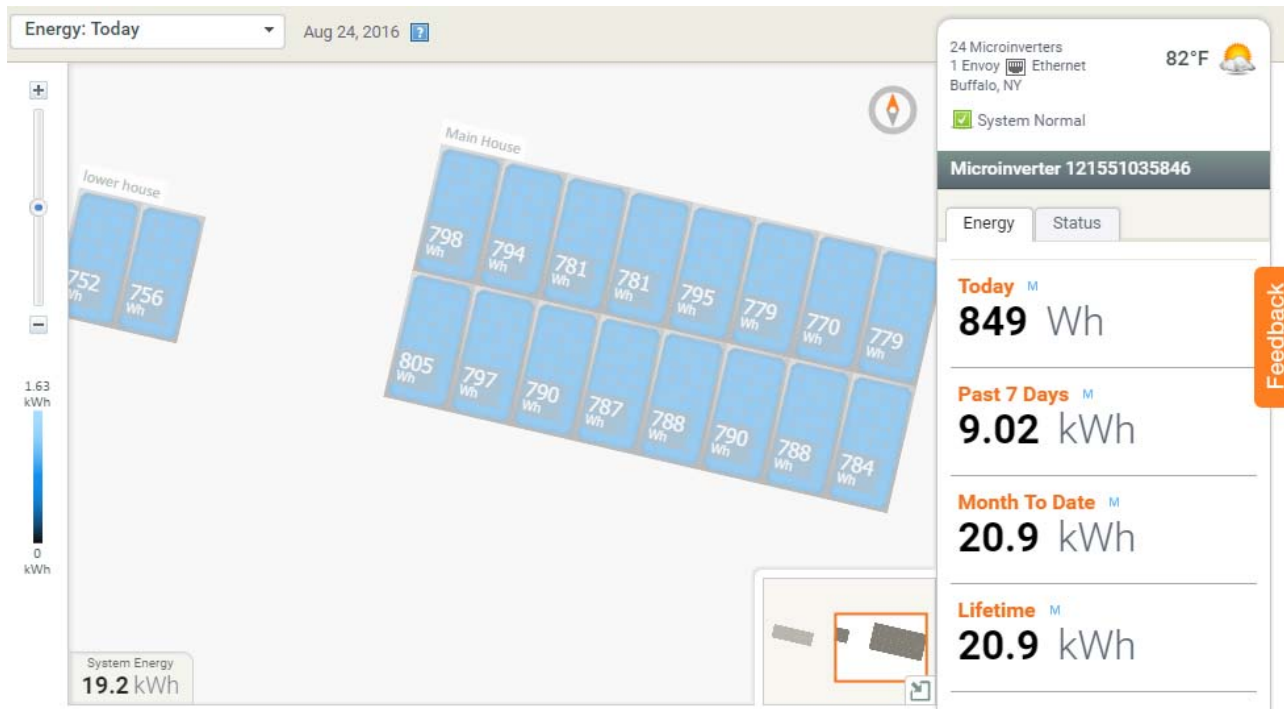 Energy: Today
Aug 24, 2016 ?
24 Microinverters
1 Envoy Ethernet
Buffalo, NY
82°F
System Normal
Microinverter 121551035846
Energy Status
Today M
849 Wh
Past 7 Days M
9.02 kWh
Month To Date M
20.9 kWh
Lifetime M
20.9 kWh
Feedback
+
−
1.63
kWh
0
kWh
lower house
752
Wh
756
Wh
Main House
798
Wh
794
Wh
781
Wh
781
Wh
795
Wh
779
Wh
770
Wh
779
Wh
805
Wh
797
Wh
790
Wh
787
Wh
788
Wh
790
Wh
788
Wh
784
Wh
System Energy
19.2 kWh